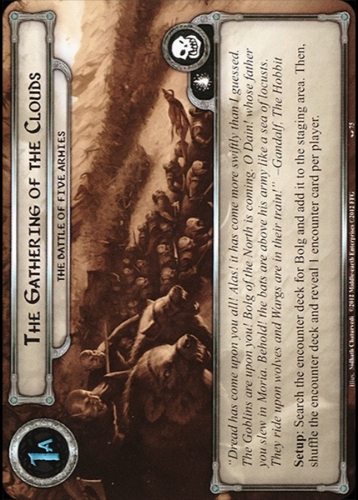 1A
THE GATHERING OF THE CLOUDS
THE BATTLE OF FIVE ARMIES
“Dread has come upon you all! Alas! it has come more swiftly than I guessed.
The Goblins are upon you! Bolg of the North is coming. O Dain! whose father
you slew in Moria. Behold! the bats are above his army like a sea of locusts.
They ride upon wolves and Wargs are in their train!” –Gandalf, The Hobbit
Setup: Search the encounter deck for Bolg and add it to the staging area. Then,
shuffle the encounter deck and reveal 1 encounter card per player.
Illus. Sidhath Chaturvedi ©2012 Middle-earth Enterprises ©2012 FFG 75